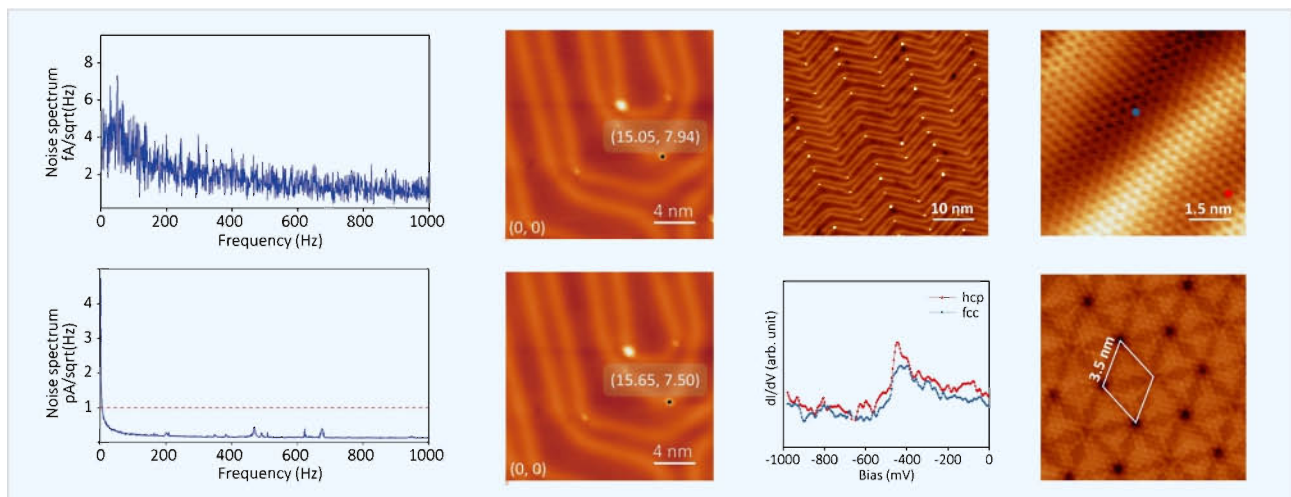 Noise spectrum
fA/sqrt(Hz)
8
6
4
2
0
200
400
600
800
1000
Frequency (Hz)
(15.05, 7.94)
4 nm
(0, 0)
10 nm
1.5 nm
Noise spectrum
pA/sqrt(Hz)
4
3
2
1
0
200
400
600
800
1000
Frequency (Hz)
(15.65, 7.50)
4 nm
(0, 0)
dI/dV (arb. unit)
hcp
fcc
-1000
-800
-600
-400
-200
0
Bias (mV)
3.5 nm